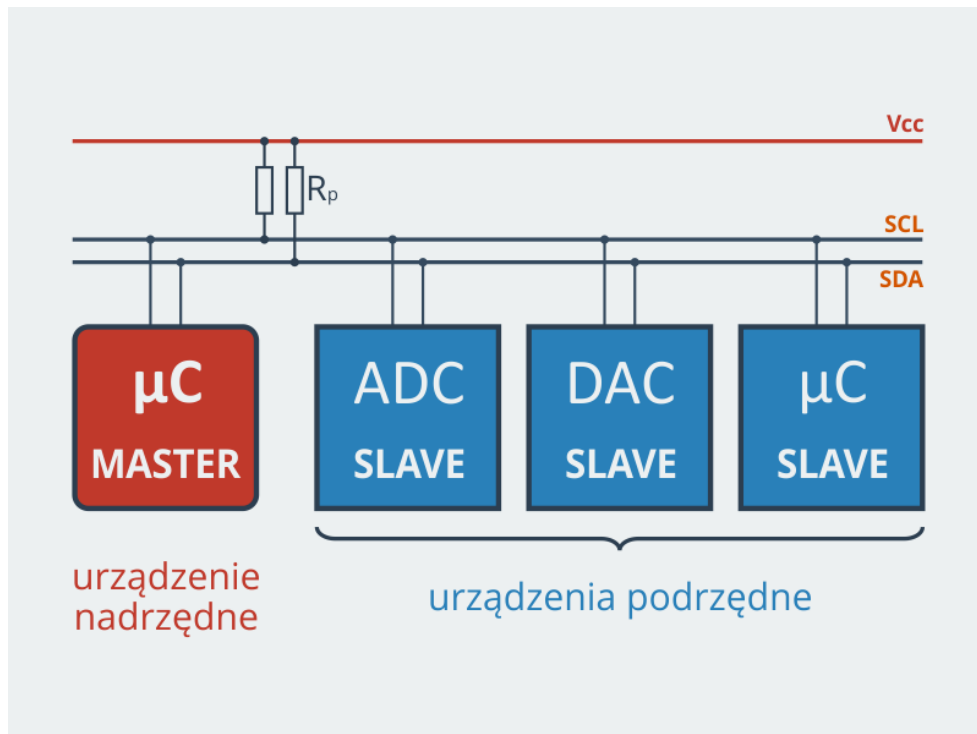 Vcc
Rp
SCL
SDA
µC
MASTER
ADC
SLAVE
DAC
SLAVE
µC
SLAVE
urządzenie
nadrzędne
urządzenia podrzędne